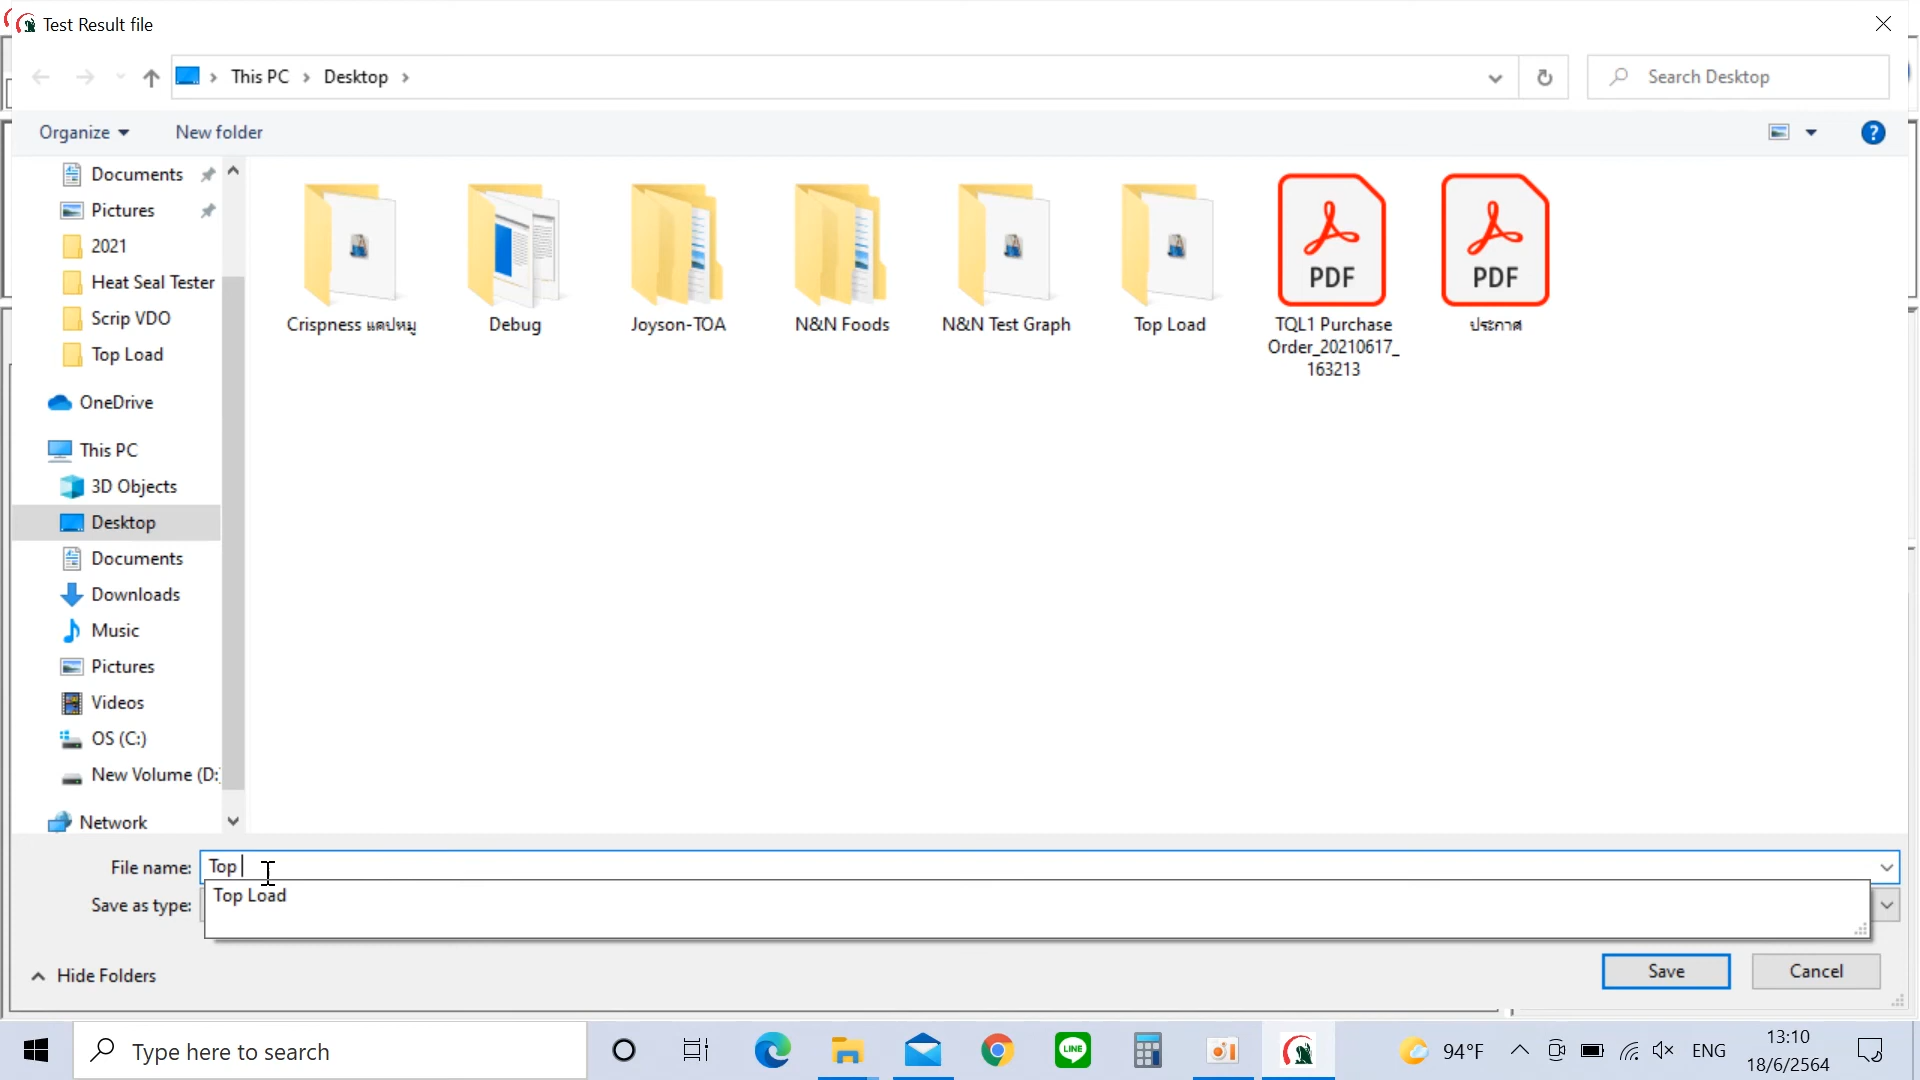 Test Result file
This PC > Desktop >
Search Desktop
Organize
New folder
?
Documents
Pictures
2021
Heat Seal Tester
Scrip VDO
Top Load
OneDrive
This PC
3D Objects
Desktop
Documents
Downloads
Music
Pictures
Videos
OS (C:)
New Volume (D:
Network
Crispness แคปหมู
Debug
Joyson-TOA
N&N Foods
N&N Test Graph
Top Load
PDF
TQL1 Purchase
Order_20210617_
163213
PDF
ประกาศ
File name: Top
Save as type:
Top Load
Hide Folders
Save
Cancel
Type here to search
LINE
94°F
ENG
13:10
18/6/2564